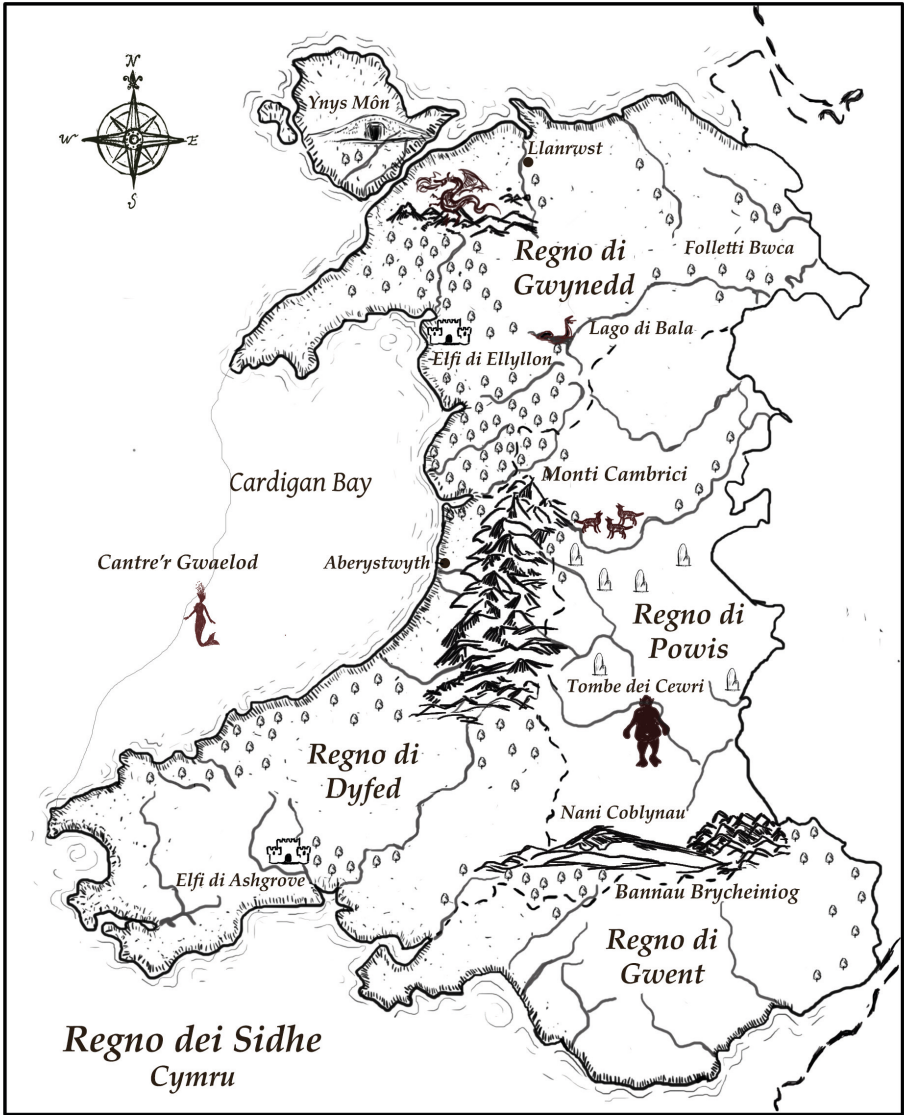 N
W
E
S
Ynys Môn
Llanrwst
Regno di
Gwynedd
Folletti Bwca
Lago di Bala
Elfi di Ellyllon
Cardigan Bay
Monti Cambrici
Cantre'r Gwaelod
Aberystwyth
Regno di
Powis
Tombe dei Cewri
Regno di
Dyfed
Nani Coblynau
Elfi di Ashgrove
Bannau Brycheiniog
Regno di
Gwent
Regno dei Sidhe
Cymru